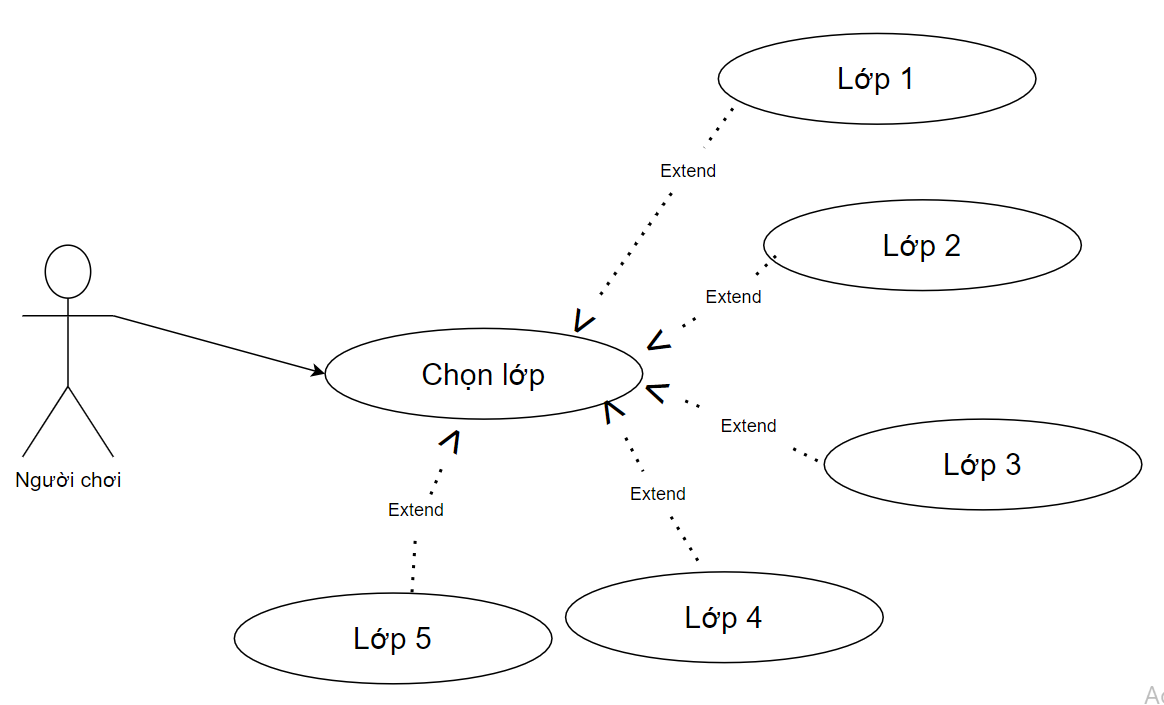 Lớp 1
Extend
Lớp 2
Extend
Chọn lớp
Extend
Lớp 3
Người chơi
Extend
Extend
Lớp 4
Lớp 5